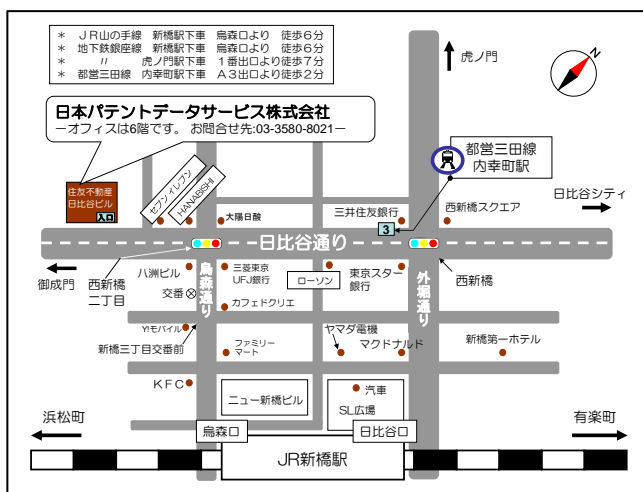 * ＪＲ山の手線 新橋駅下車 烏森口より 徒歩６分
* 地下鉄銀座線 新橋駅下車 烏森口より 徒歩６分
* 〃 虎ノ門駅下車 １番出口より徒歩７分
* 都営三田線 内幸町駅下車 Ａ３出口より徒歩２分
虎ノ門
N
日本パテントデータサービス株式会社
－オフィスは6階です。 お問合せ先:03-3580-8021－
都営三田線
内幸町駅
住友不動産
日比谷ビル
入口
セブンイレブン
HANABISHI
大陽日酸
三井住友銀行
3
西新橋スクエア
日比谷シティ
日比谷通り
御成門
西新橋
二丁目
八洲ビル
交番
烏森通り
三菱東京
UFJ銀行
ローソン
東京スター
銀行
外堀通り
西新橋
カフェドクリエ
Y!モバイル
新橋三丁目交番前
ファミリー
マート
ヤマダ電機
マクドナルド
新橋第一ホテル
ＫＦＣ
ニュー新橋ビル
汽車
SL広場
浜松町
烏森口
日比谷口
有楽町
JR新橋駅